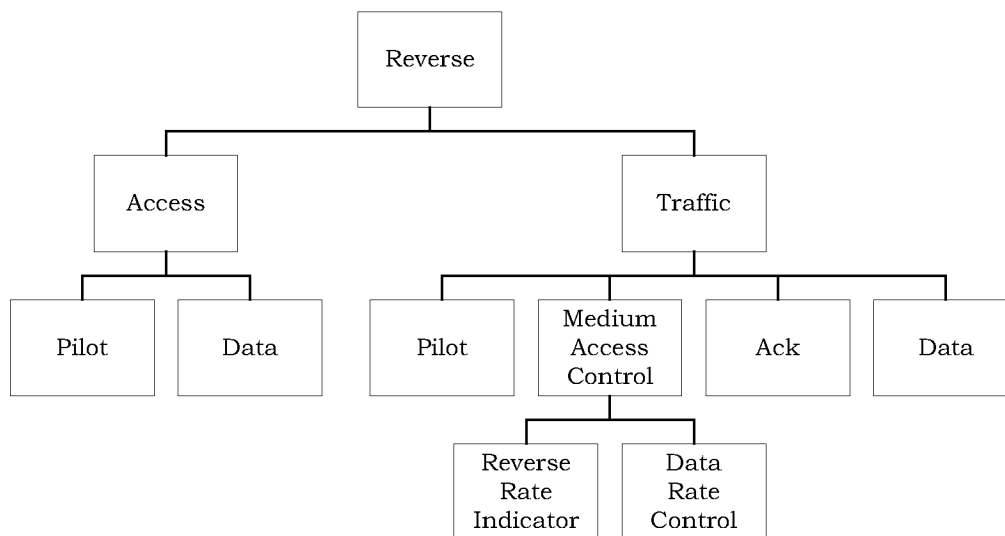 Reverse
Access
Traffic
Pilot
Data
Pilot
Medium
Access
Control
Ack
Data
Reverse
Rate
Indicator
Data
Rate
Control